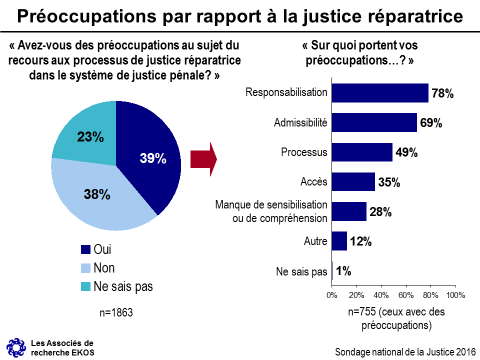 Préoccupations par rapport à la justice réparatrice
« Avez-vous des préoccupations au sujet du
recours aux processus de justice réparatrice
dans le système de justice pénale? »
23%
39%
38%
Oui
Non
Ne sais pas
n=1863
« Sur quoi portent vos
préoccupations…? »
Responsabilisation
78%
Admissibilité
69%
Processus
49%
Accès
35%
Manque de sensibilisation
ou de compréhension
28%
Autre
12%
Ne sais pas
1%
0% 20% 40% 60% 80% 100%
n=755 (ceux avec des
préoccupations)
Les Associés de
recherche EKOS
Sondage national de la Justice 2016